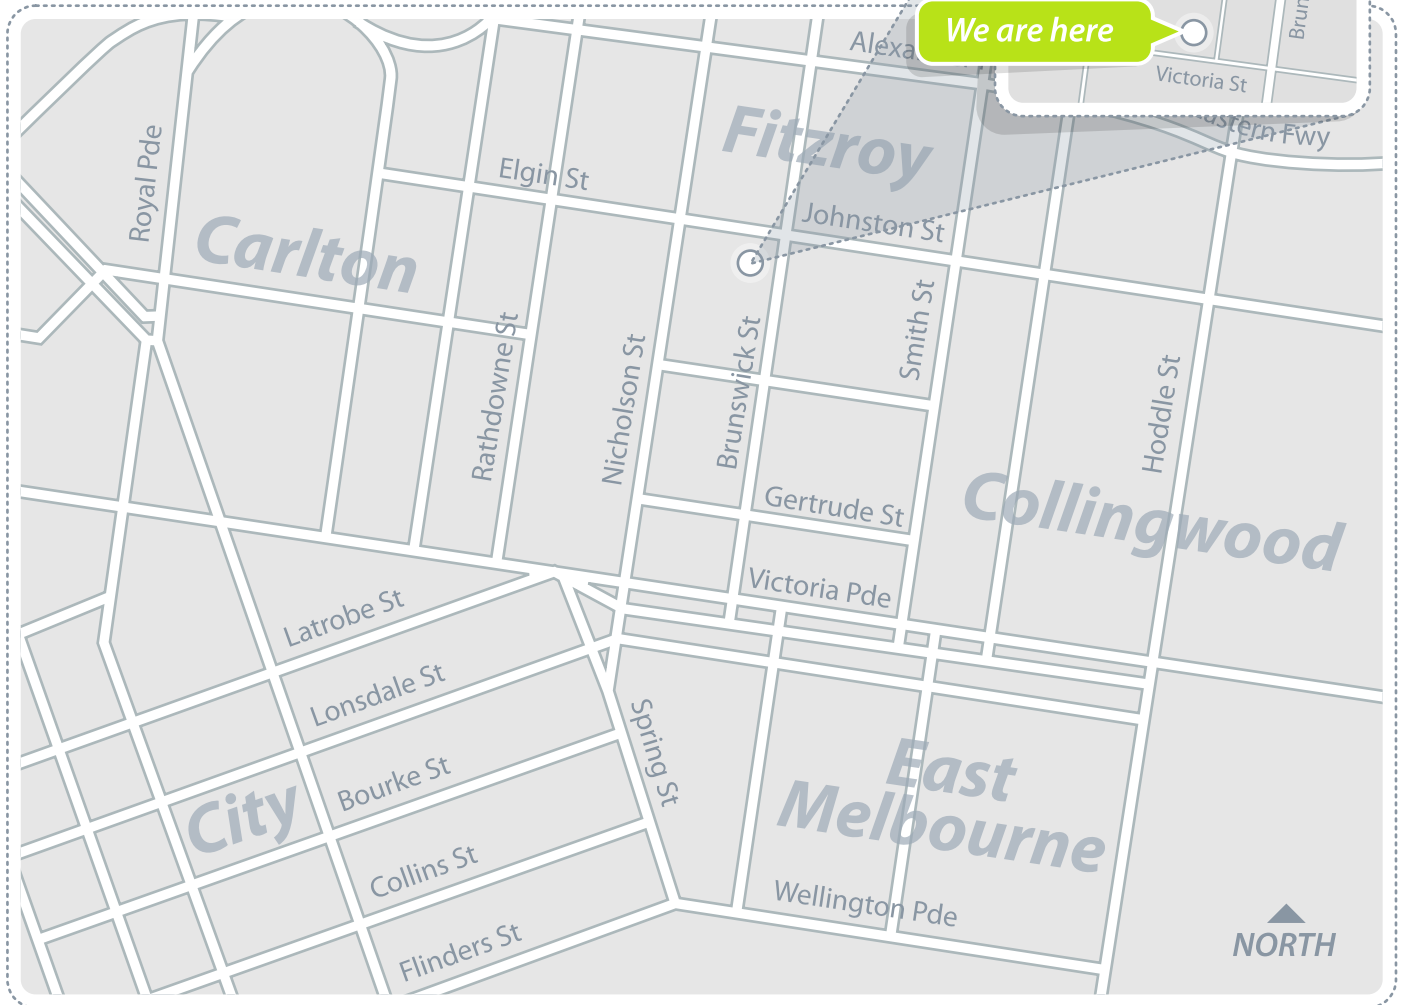 We are here
Brun
Victoria St
Alexa
astern Fwy
Fitzroy
Royal Pde
Elgin St
Johnston St
Carlton
Rathdowne St
Nicholson St
Brunswick St
Smith St
Hoddle St
Collingwood
Gertrude St
Victoria Pde
Latrobe St
Lonsdale St
Spring St
Bourke St
East
Melbourne
City
Collins St
Wellington Pde
Flinders St
NORTH